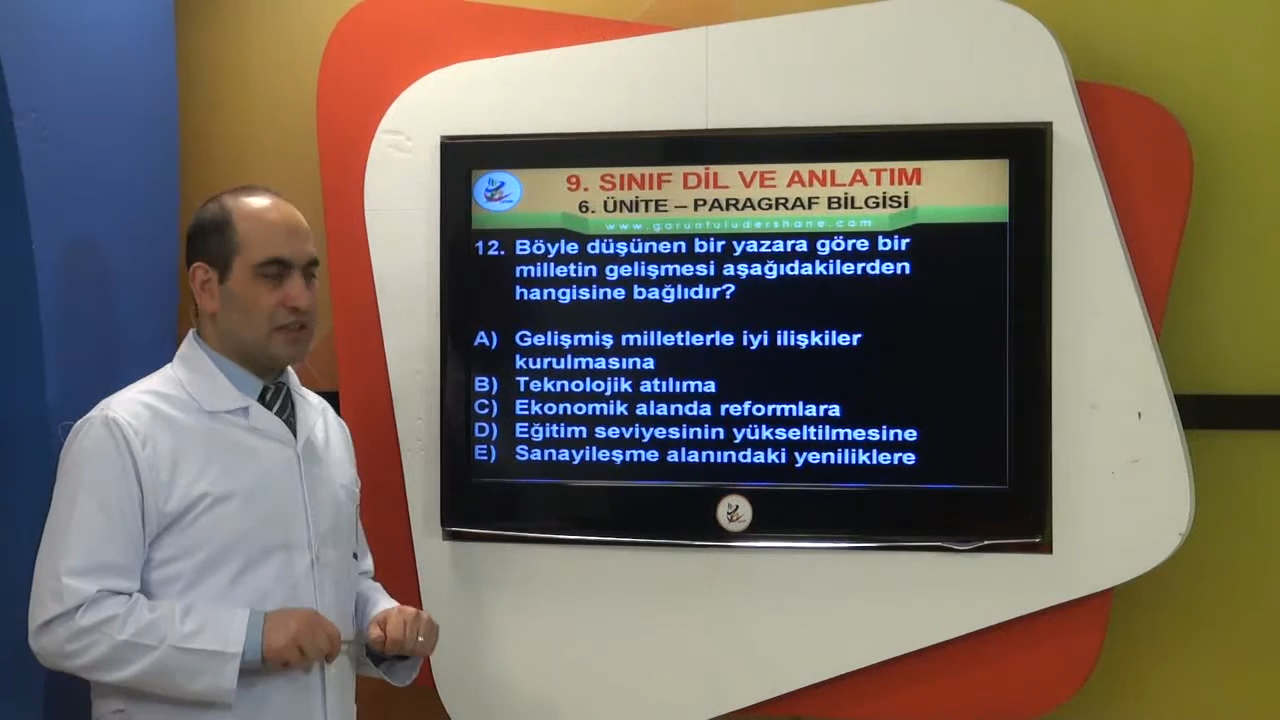 9. SINIF DİL VE ANLATIM
6. ÜNİTE – PARAGRAF BİLGİSİ
www.goruntuludershane.com
12. Böyle düşünen bir yazara göre bir
milletin gelişmesi aşağıdakilerden
hangisine bağlıdır?
A) Gelişmiş milletlerle iyi ilişkiler
kurulmasına
B) Teknolojik atılıma
C) Ekonomik alanda reformlara
D) Eğitim seviyesinin yükseltilmesine
E) Sanayileşme alanındaki yeniliklere